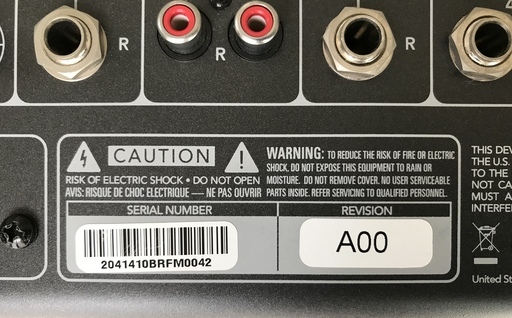 R
R
R
CAUTION
RISK OF ELECTRIC SHOCK • DO NOT OPEN
AVIS: RISQUE DE CHOC ELECTRIQUE — NE PAS OUVRIR
WARNING: TO REDUCE THE RISK OF FIRE OR ELECTRIC
SHOCK, DO NOT EXPOSE THIS EQUIPMENT TO RAIN OR
MOISTURE. DO NOT REMOVE COVER. NO USER SERVICEABLE
PARTS INSIDE. REFER SERVICING TO QUALIFIED PERSONNEL.
SERIAL NUMBER
2041410BRFM0042
REVISION
A00
THIS DEV
THE U.S.
TO THE
NOT CA
MUST A
INTERFE
United St